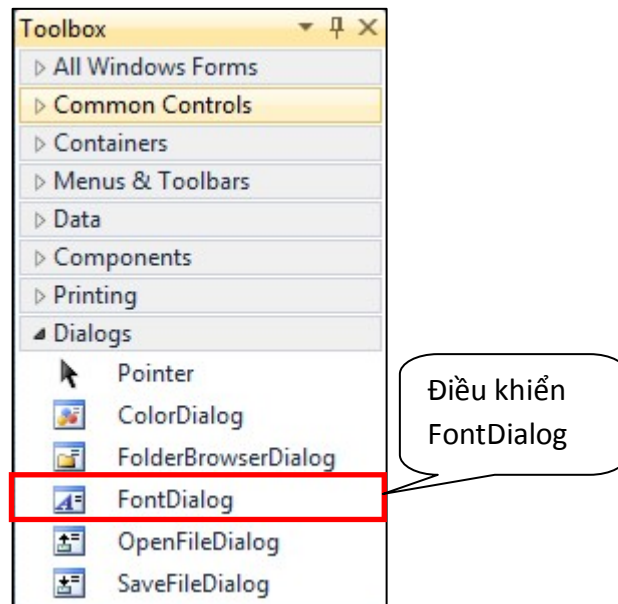 Toolbox
All Windows Forms
Common Controls
Containers
Menus & Toolbars
Data
Components
Printing
Dialogs
Pointer
ColorDialog
FolderBrowserDialog
FontDialog
OpenFileDialog
SaveFileDialog
Điều khiển
FontDialog